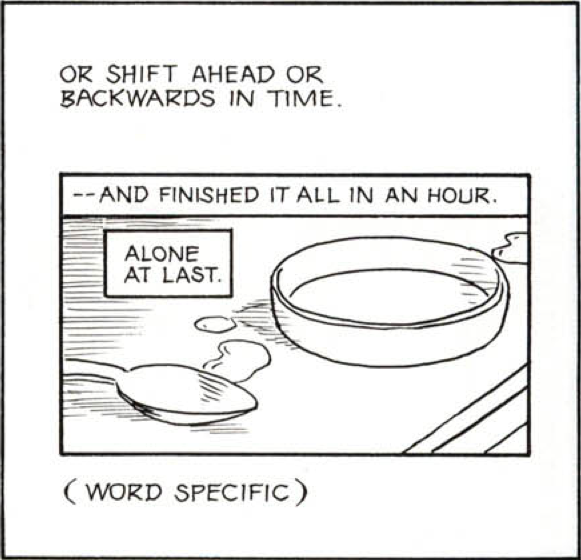 OR SHIFT AHEAD OR
BACKWARDS IN TIME.
--AND FINISHED IT ALL IN AN HOUR.
ALONE
AT LAST.
(WORD SPECIFIC)